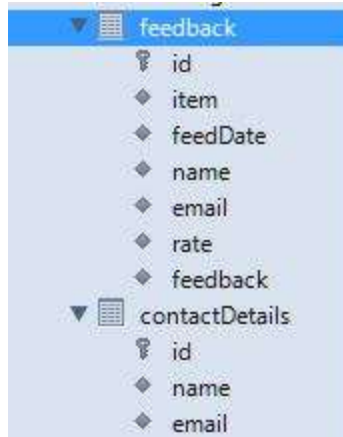 feedback
id
item
feedDate
name
email
rate
feedback
contactDetails
id
name
email